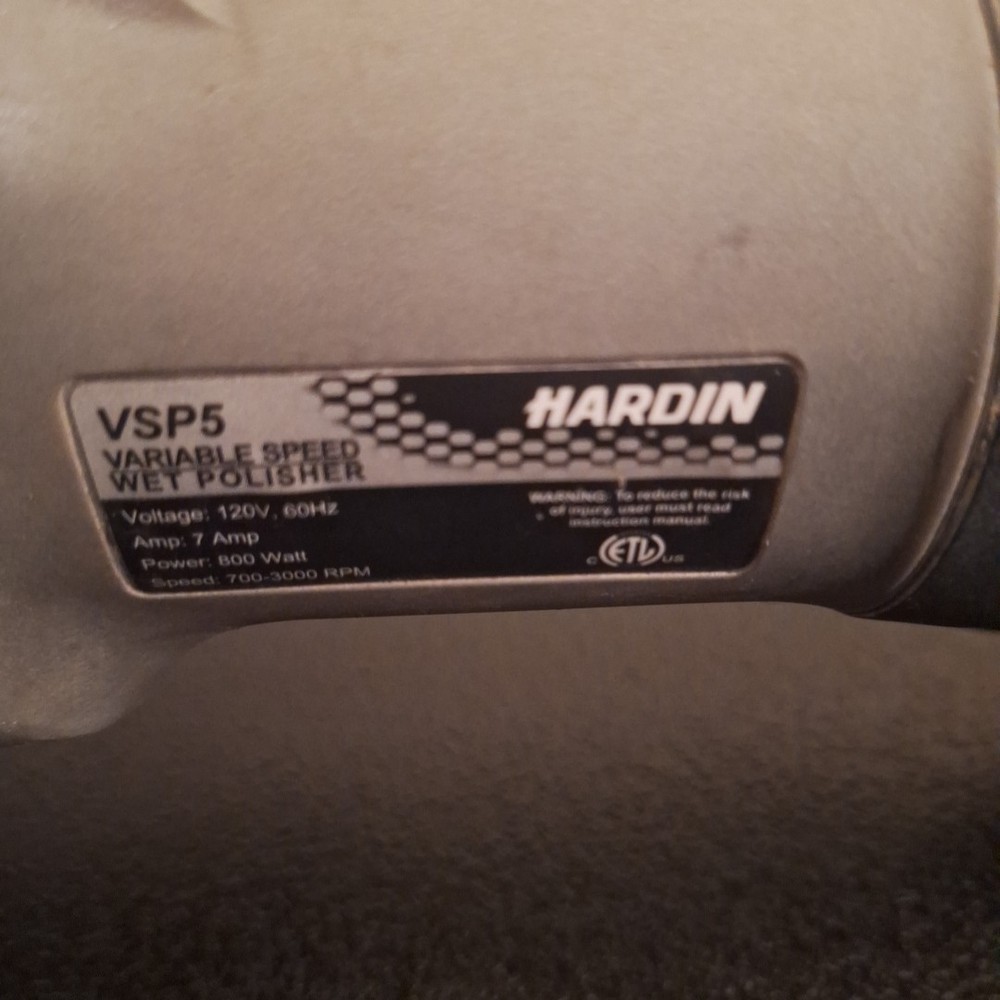 VSP5
VARIABLE SPEED
WET POLISHER
HARDIN
Voltage: 120V, 60Hz
Amp: 7 Amp
Power: 800 Watt
Speed: 700-3000 RPM
WARNING: To reduce the risk
of injury, user must read
instruction manual.
C ETL US